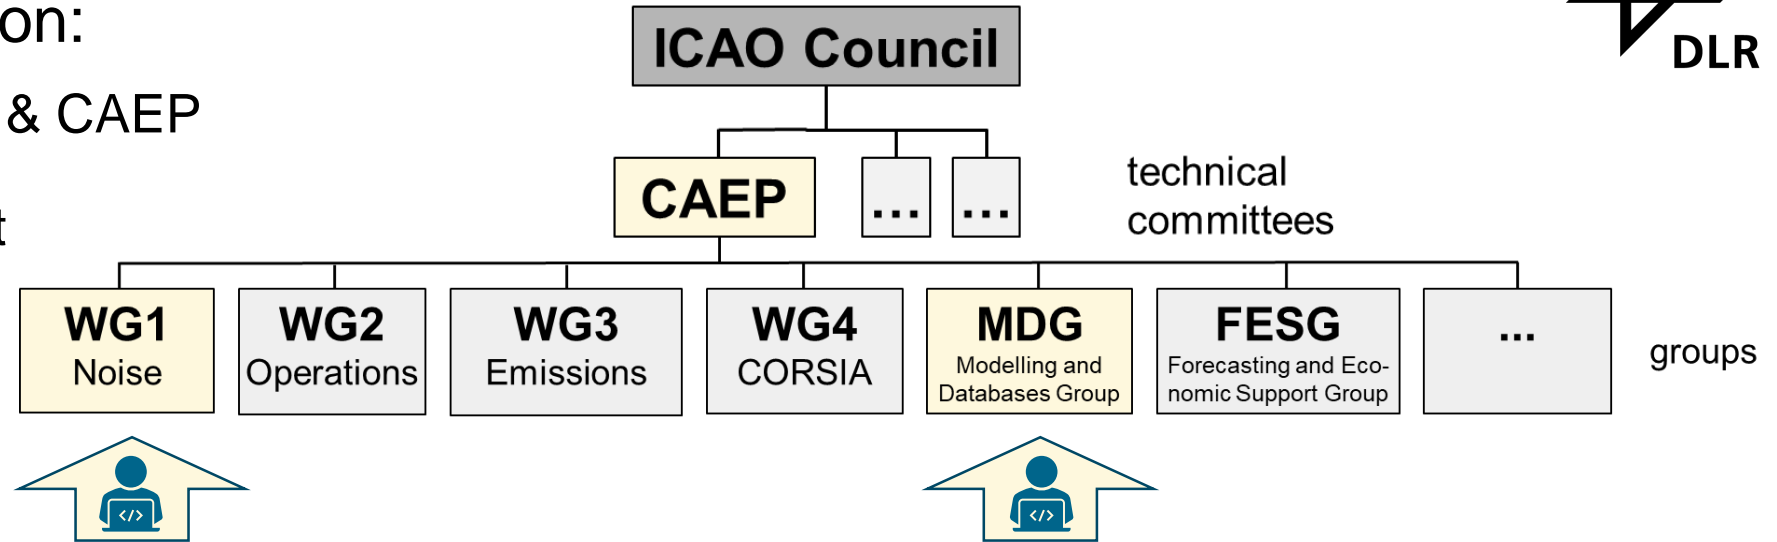 on:
& CAEP
t
DLR
ICAO Council
CAEP
...
...
technical
committees
WG1
Noise
WG2
Operations
WG3
Emissions
WG4
CORSIA
MDG
Modelling and
Databases Group
FESG
Forecasting and Eco-
nomic Support Group
...
groups
</>
</>